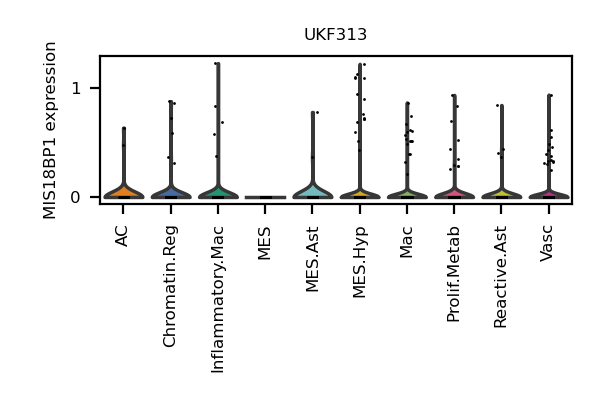 UKF313
MIS18BP1 expression
1
0
AC
Chromatin.Reg
Inflammatory.Mac
MES
MES.Ast
MES.Hyp
Mac
Prolif.Metab
Reactive.Ast
Vasc